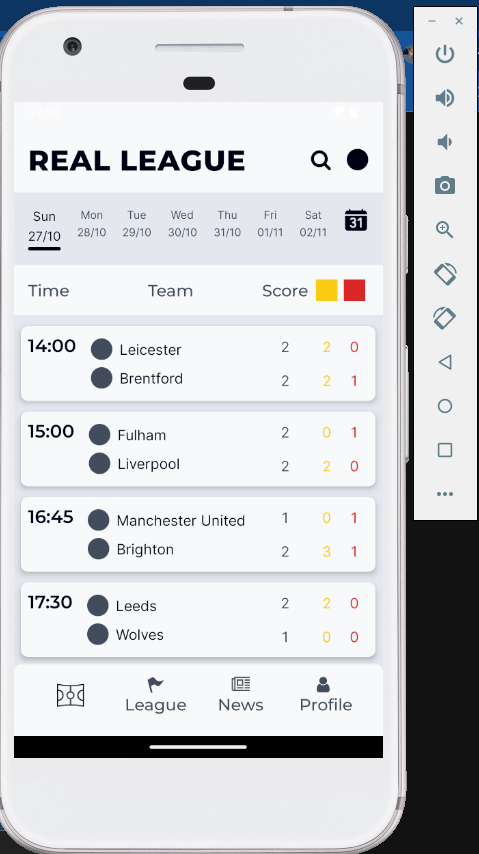 REAL LEAGUE
Sun Mon Tue Wed Thu Fri Sat
27/10 28/10 29/10 30/10 31/10 01/11 02/11 31
Time Team Score
14:00 Leicester 2 2 0
Brentford 2 2 1
15:00 Fulham 2 0 1
Liverpool 2 2 0
16:45 Manchester United 1 0 1
Brighton 2 3 1
17:30 Leeds 2 2 0
Wolves 1 0 0
League News Profile